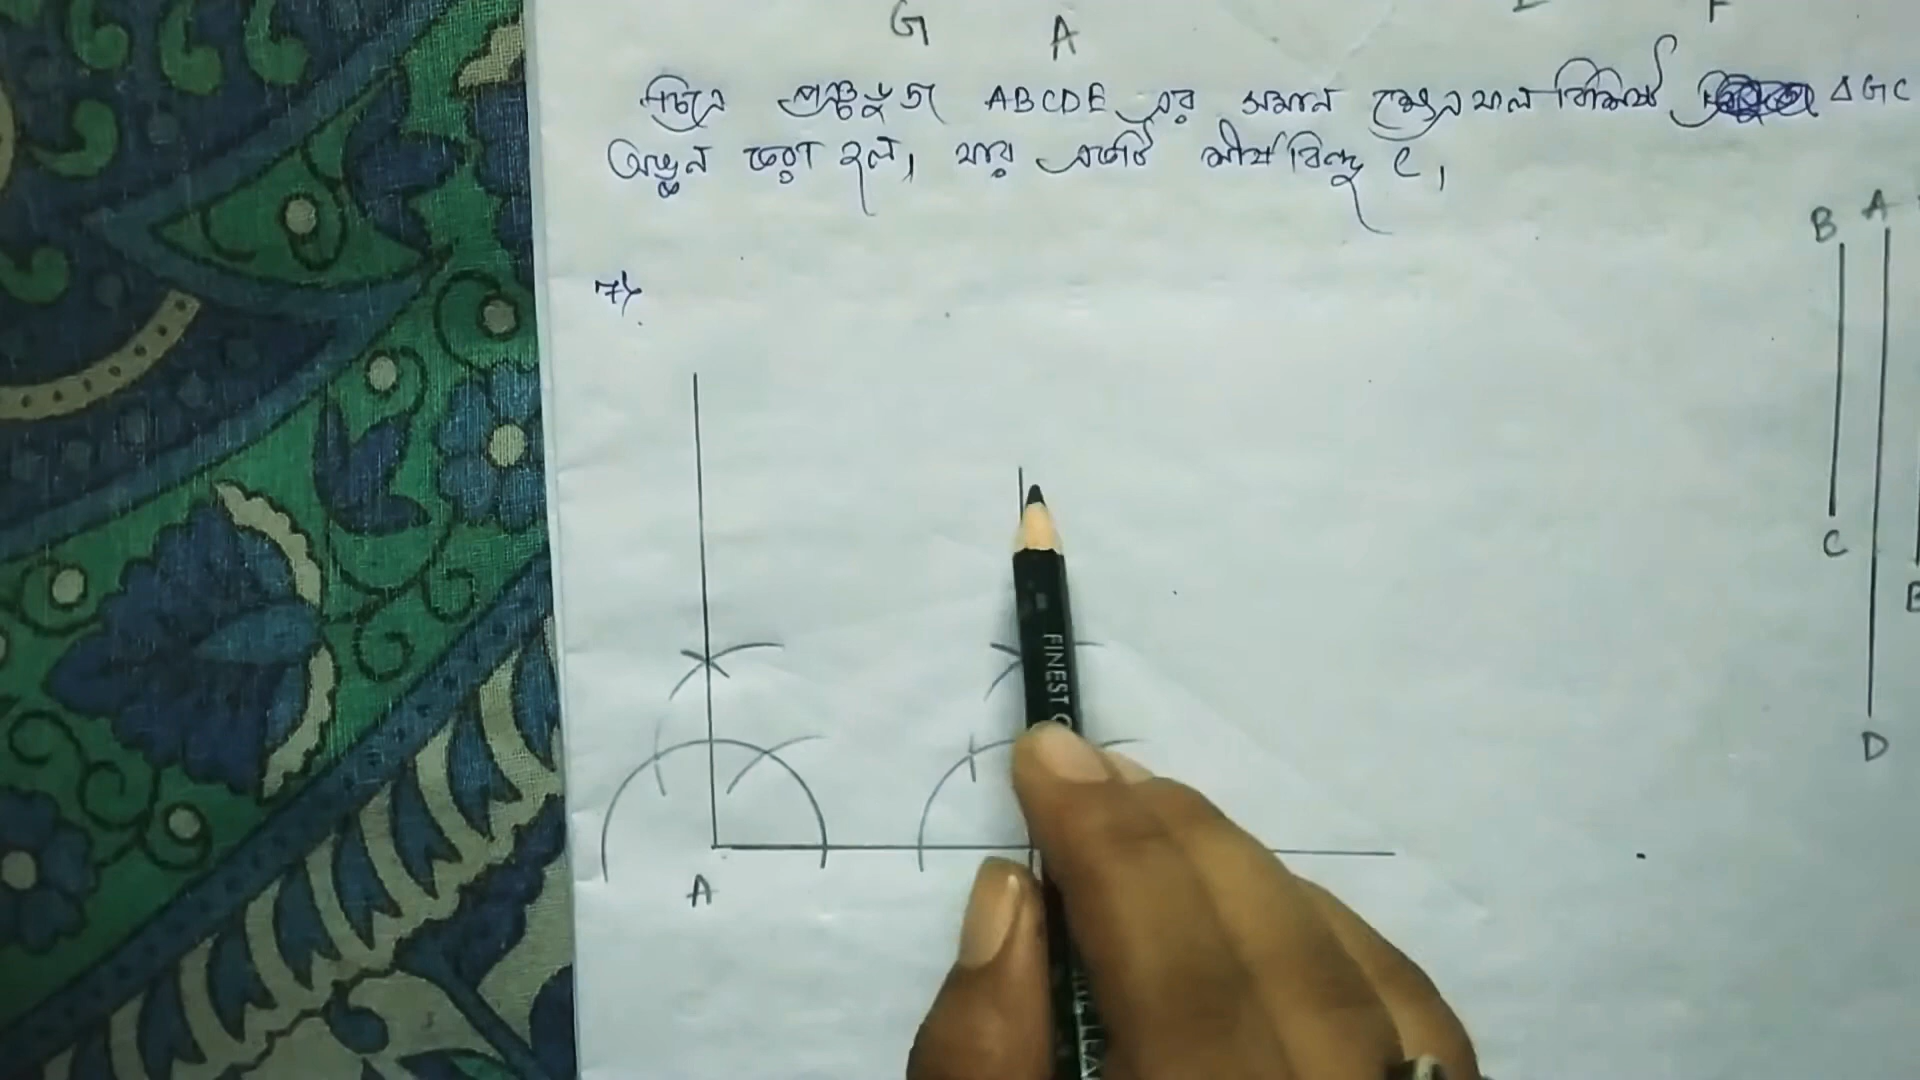 G A
চিত্রে পঞ্চভুজ ABCDE এর সমান ক্ষেত্রফল বিশিষ্ট ΔGC
অঙ্কন করা হল, যার একটি শীর্ষবিন্দু C,
B A
7)
C
B
FINEST
D
A